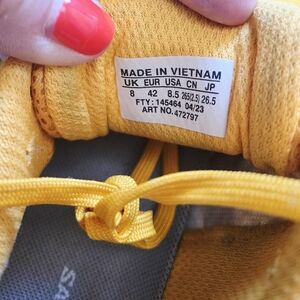 MADE IN VIETNAM
UK EUR USA CN JP
8 42 8.5 265(2.5) 26.5
FTY: 145464 04/23
ART NO. 472797
SA